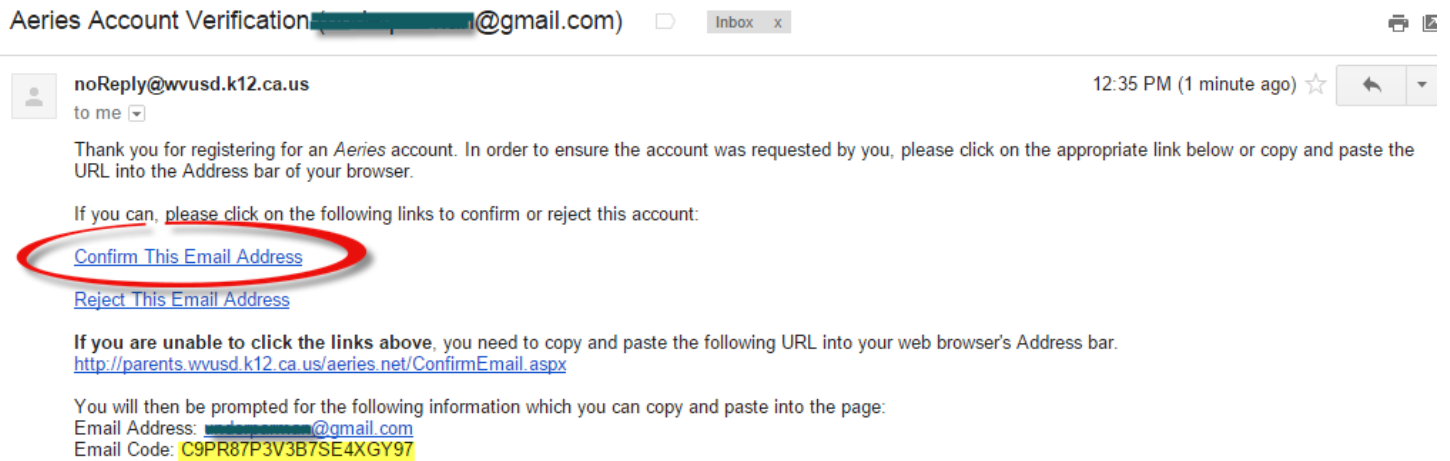 Aeries Account Verification ( @gmail.com) Inbox x
noReply@wvusd.k12.ca.us 12:35 PM (1 minute ago)
to me
Thank you for registering for an Aeries account. In order to ensure the account was requested by you, please click on the appropriate link below or copy and paste the
URL into the Address bar of your browser.
If you can, please click on the following links to confirm or reject this account:
Confirm This Email Address
Reject This Email Address
If you are unable to click the links above, you need to copy and paste the following URL into your web browser's Address bar.
http://parents.wvusd.k12.ca.us/aeries.net/ConfirmEmail.aspx
You will then be prompted for the following information which you can copy and paste into the page:
Email Address: @gmail.com
Email Code: C9PR87P3V3B7SE4XGY97